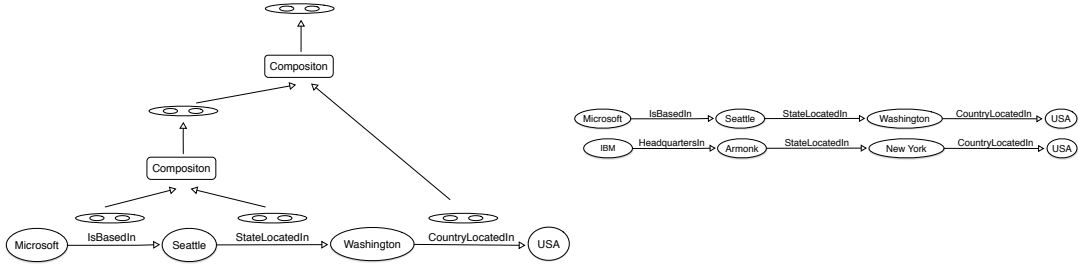 Compositon
Compositon
Microsoft IsBasedIn Seattle StateLocatedIn Washington CountryLocatedIn USA
Microsoft IsBasedIn Seattle StateLocatedIn Washington CountryLocatedIn USA
IBM HeadquartersIn Armonk StateLocatedIn New York CountryLocatedIn USA